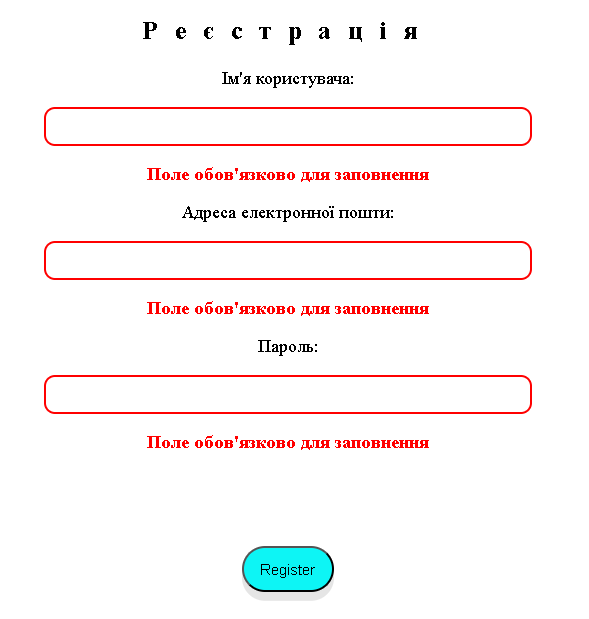 Реєстрація
Ім'я користувача:
Поле обов'язково для заповнення
Адреса електронної пошти:
Поле обов'язково для заповнення
Пароль:
Поле обов'язково для заповнення
Register